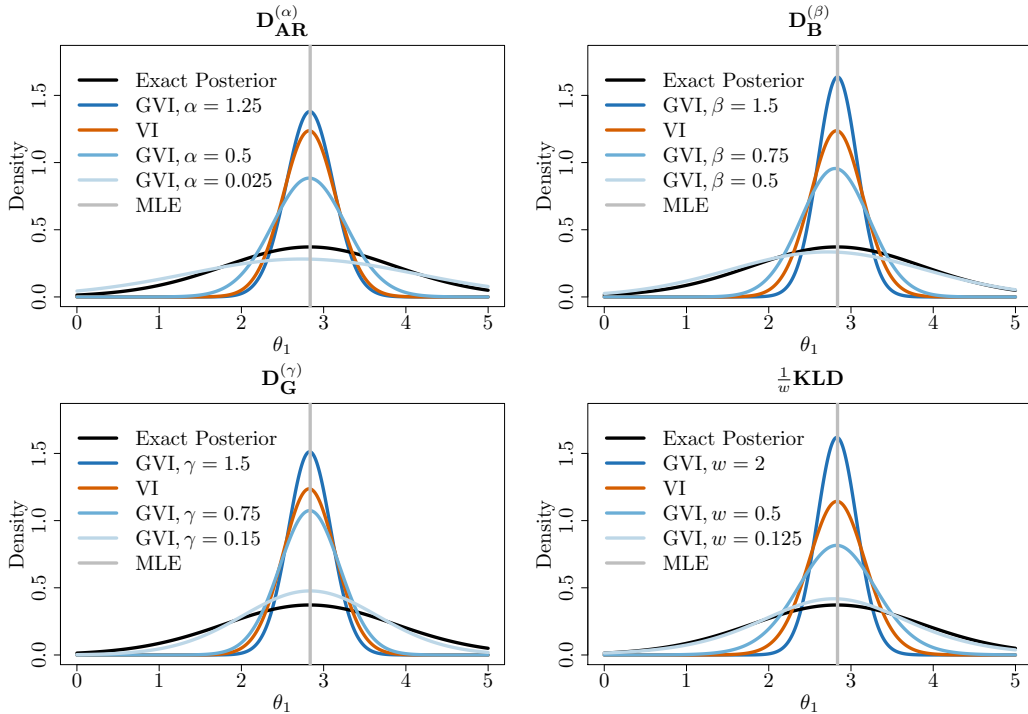 D_AR^(α)
Density
0.0 0.5 1.0 1.5
Exact Posterior
GVI, α = 1.25
VI
GVI, α = 0.5
GVI, α = 0.025
MLE
0 1 2 3 4 5
θ₁
D_B^(β)
Density
0.0 0.5 1.0 1.5
Exact Posterior
GVI, β = 1.5
VI
GVI, β = 0.75
GVI, β = 0.5
MLE
0 1 2 3 4 5
θ₁
D_G^(γ)
Density
0.0 0.5 1.0 1.5
Exact Posterior
GVI, γ = 1.5
VI
GVI, γ = 0.75
GVI, γ = 0.15
MLE
0 1 2 3 4 5
θ₁
1/w KLD
Density
0.0 0.5 1.0 1.5
Exact Posterior
GVI, w = 2
VI
GVI, w = 0.5
GVI, w = 0.125
MLE
0 1 2 3 4 5
θ₁